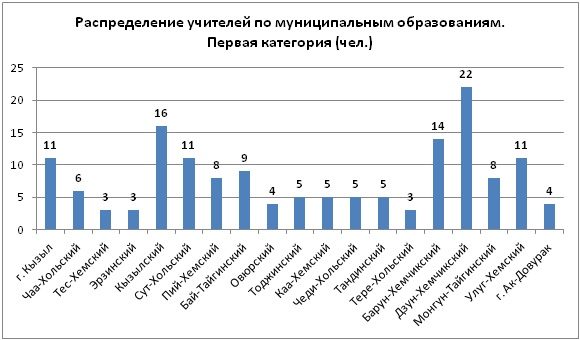 Распределение учителей по муниципальным образованиям.
Первая категория (чел.)
25
20
15
10
5
0
11
6
3
3
16
11
8
9
4
5
5
5
5
3
14
22
8
11
4
г. Кызыл
Чаа-Хольский
Тес-Хемский
Эрзинский
Кызылский
Сут-Хольский
Пий-Хемский
Бай-Тайгинский
Овюрский
Тоджинский
Каа-Хемский
Чеди-Хольский
Тандинский
Тере-Хольский
Барун-Хемчикский
Дзун-Хемчикский
Монгун-Тайгинский
Улуг-Хемский
г. Ак-Довурак